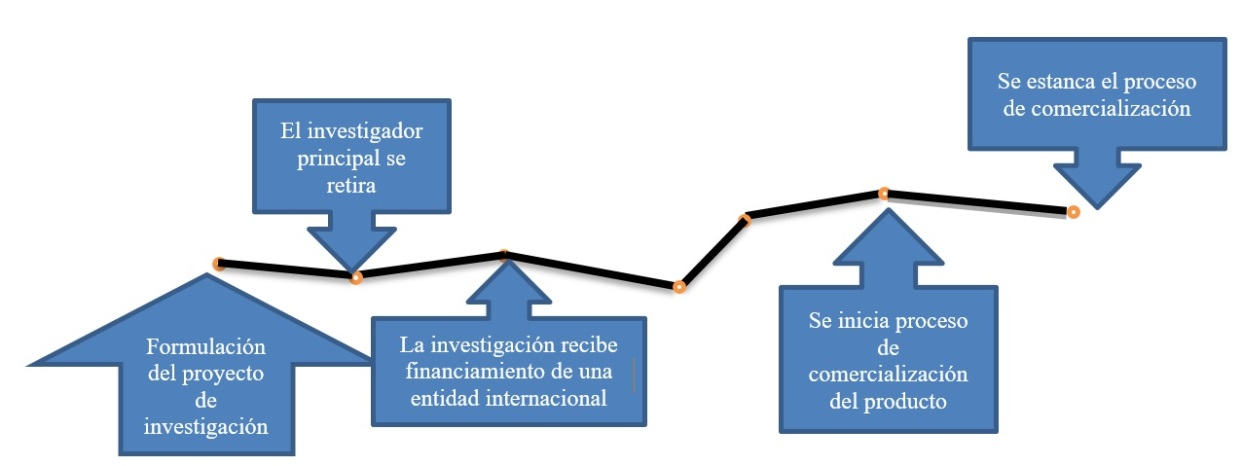 Se estanca el proceso
de comercialización
El investigador
principal se
retira
Formulación
del proyecto
de
investigación
La investigación recibe
financiamiento de una
entidad internacional
Se inicia proceso
de
comercialización
del producto